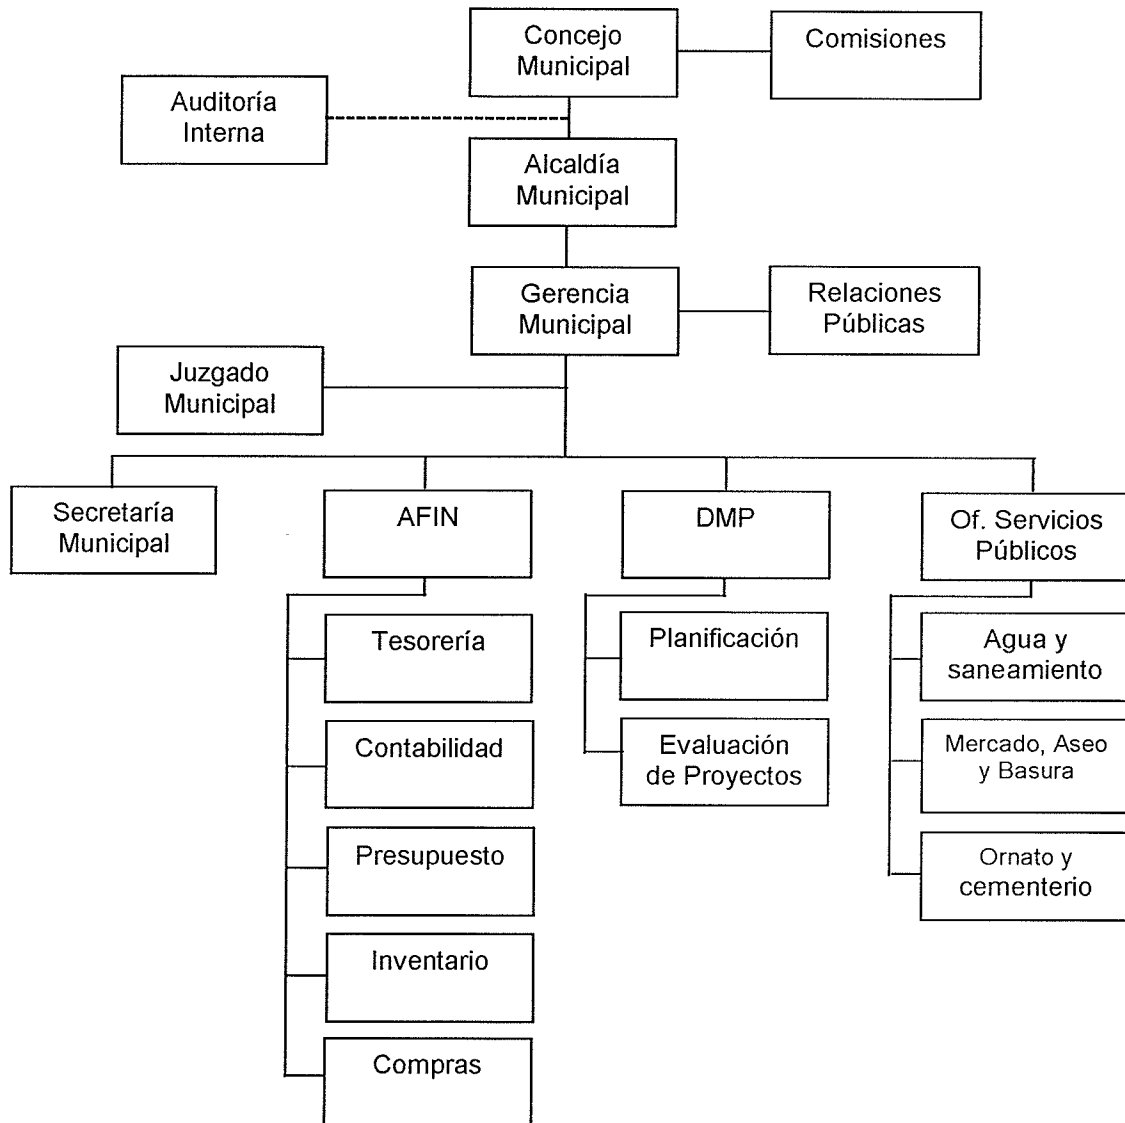 Concejo
Municipal
Comisiones
Auditoría
Interna
Alcaldía
Municipal
Gerencia
Municipal
Relaciones
Públicas
Juzgado
Municipal
Secretaría
Municipal
AFIN
DMP
Of. Servicios
Públicos
Tesorería
Planificación
Agua y
saneamiento
Contabilidad
Evaluación
de Proyectos
Mercado, Aseo
y Basura
Presupuesto
Ornato y
cementerio
Inventario
Compras